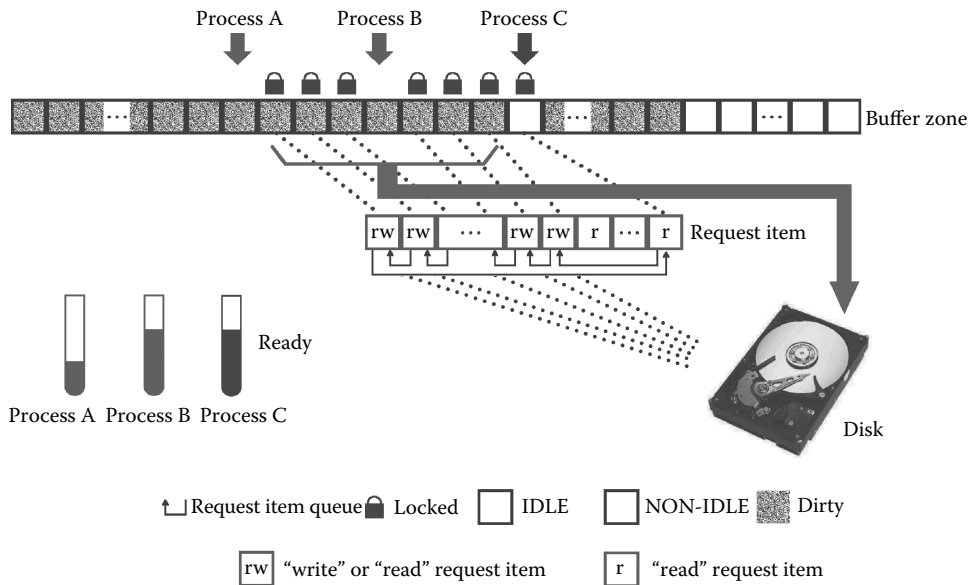 Process A Process B Process C
... ... ...
Buffer zone
rw rw ... rw rw r ... r Request item
Ready
Process A Process B Process C
Disk
Request item queue Locked IDLE NON-IDLE Dirty
rw “write” or “read” request item r “read” request item